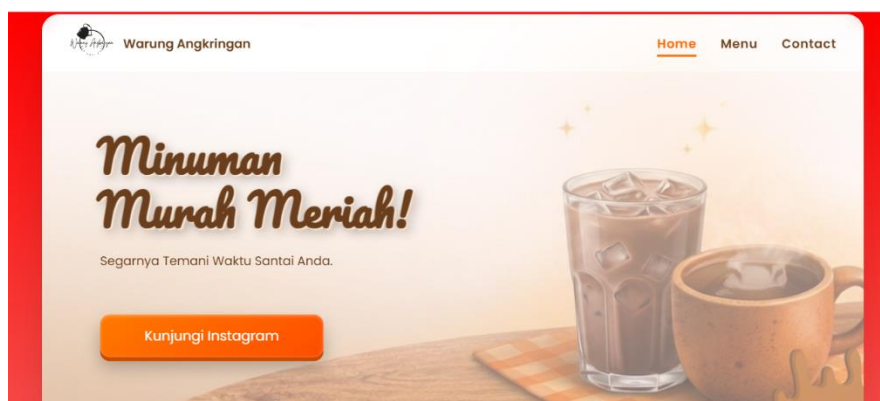 Warung Angkringan
Home Menu Contact
Minuman
Murah Meriah!
Segarnya Temani Waktu Santai Anda.
Kunjungi Instagram